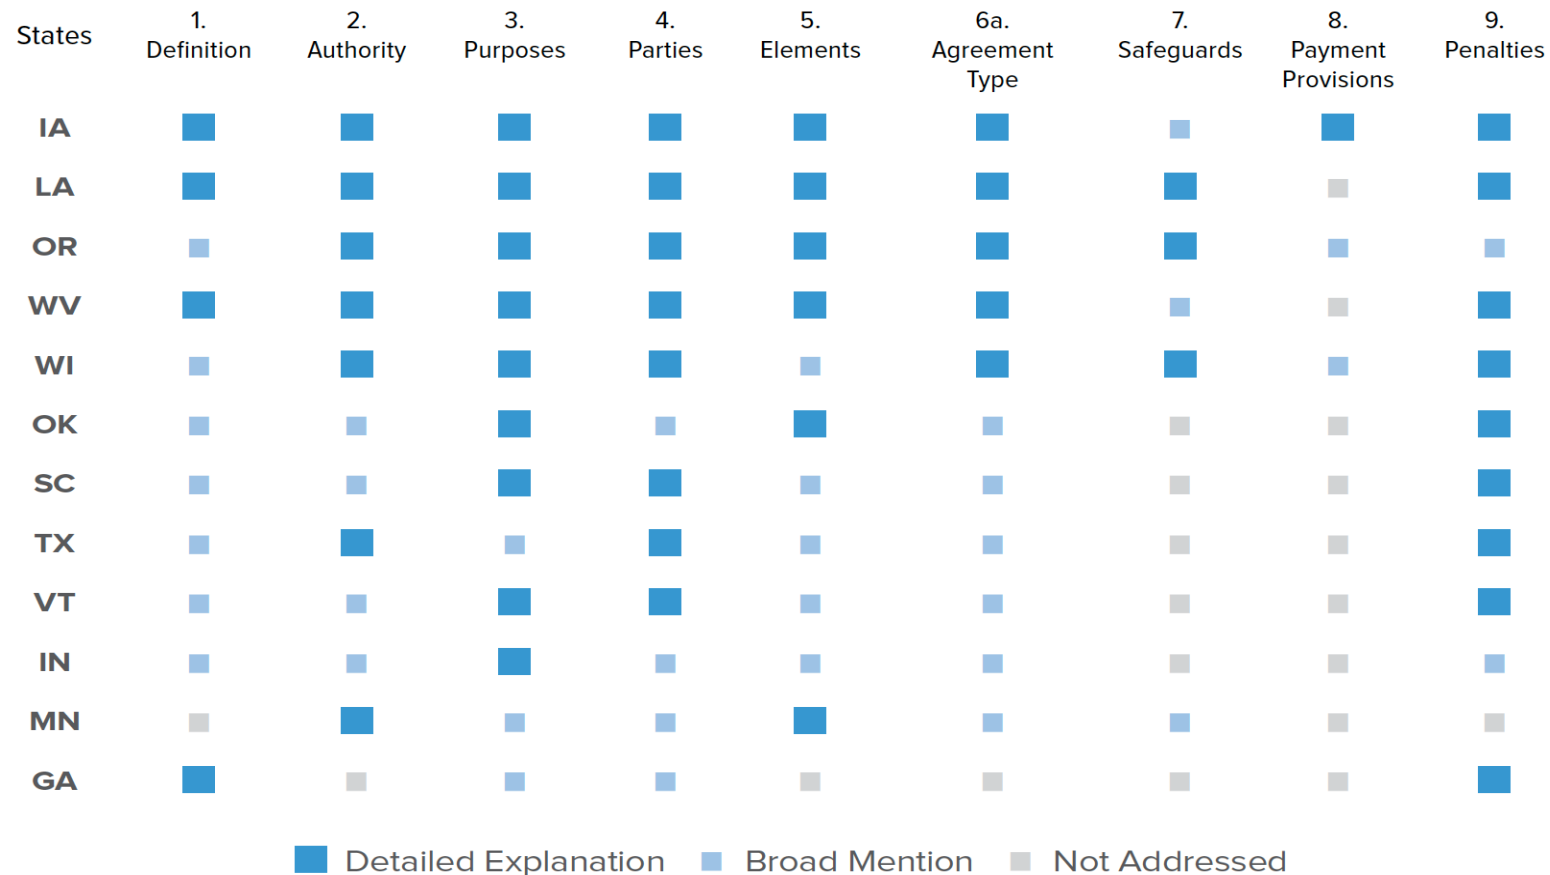 States
1.
Definition
2.
Authority
3.
Purposes
4.
Parties
5.
Elements
6a.
Agreement
Type
7.
Safeguards
8.
Payment
Provisions
9.
Penalties
IA
LA
OR
WV
WI
OK
SC
TX
VT
IN
MN
GA
Detailed Explanation
Broad Mention
Not Addressed